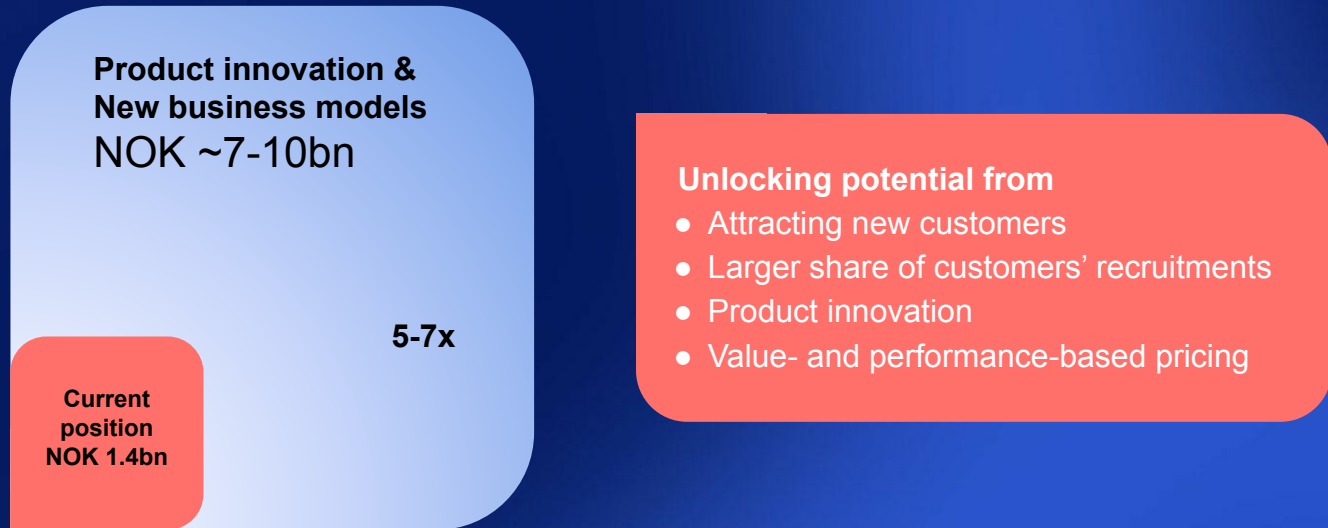 Product innovation &
New business models
NOK ~7-10bn
5-7x
Current
position
NOK 1.4bn
Unlocking potential from
● Attracting new customers
● Larger share of customers’ recruitments
● Product innovation
● Value- and performance-based pricing